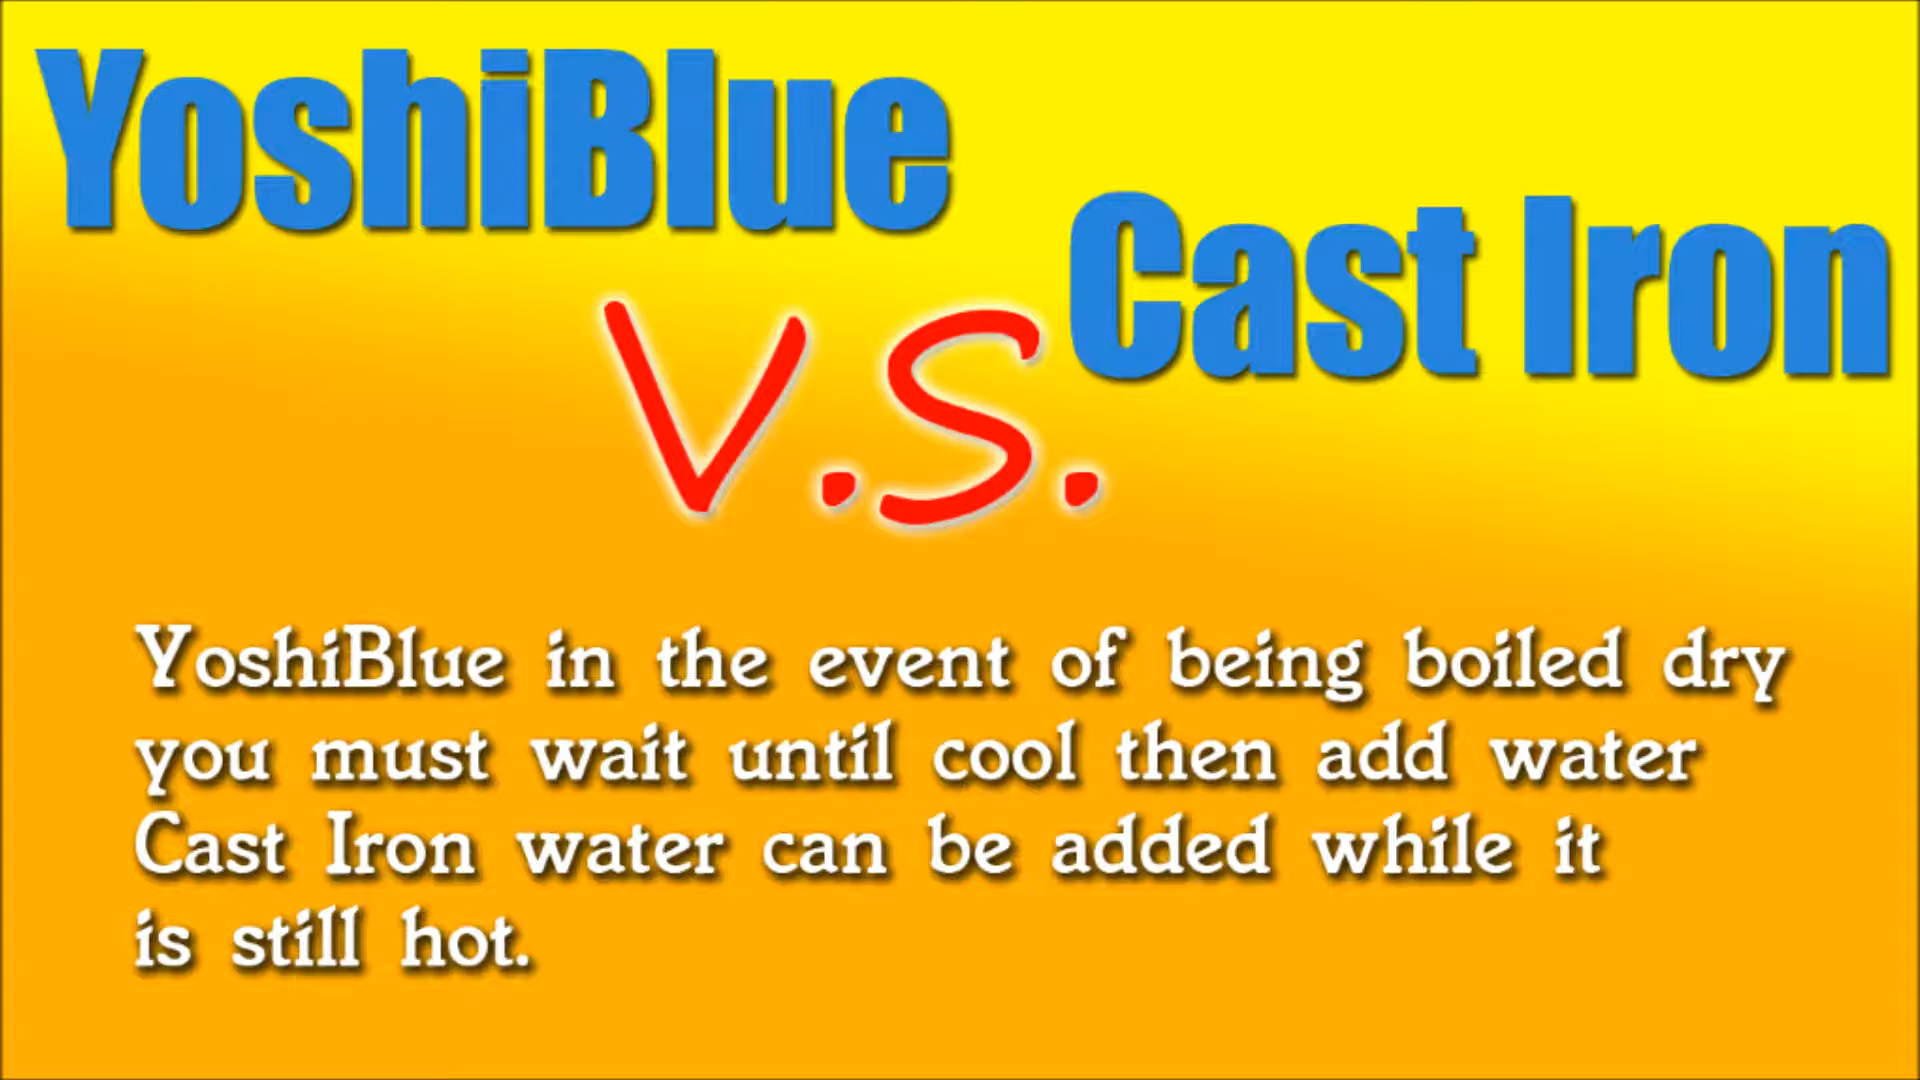 YoshiBlue
Cast Iron
V.S.
YoshiBlue in the event of being boiled dry
you must wait until cool then add water
Cast Iron water can be added while it
is still hot.